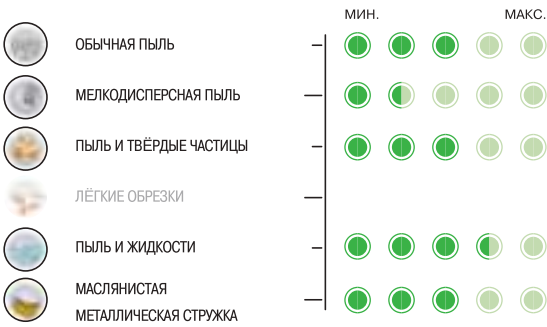 МИН. МАКС.
ОБЫЧНАЯ ПЫЛЬ
МЕЛКОДИСПЕРСНАЯ ПЫЛЬ
ПЫЛЬ И ТВЁРДЫЕ ЧАСТИЦЫ
ЛЁГКИЕ ОБРЕЗКИ
ПЫЛЬ И ЖИДКОСТИ
МАСЛЯНИСТАЯ
МЕТАЛЛИЧЕСКАЯ СТРУЖКА